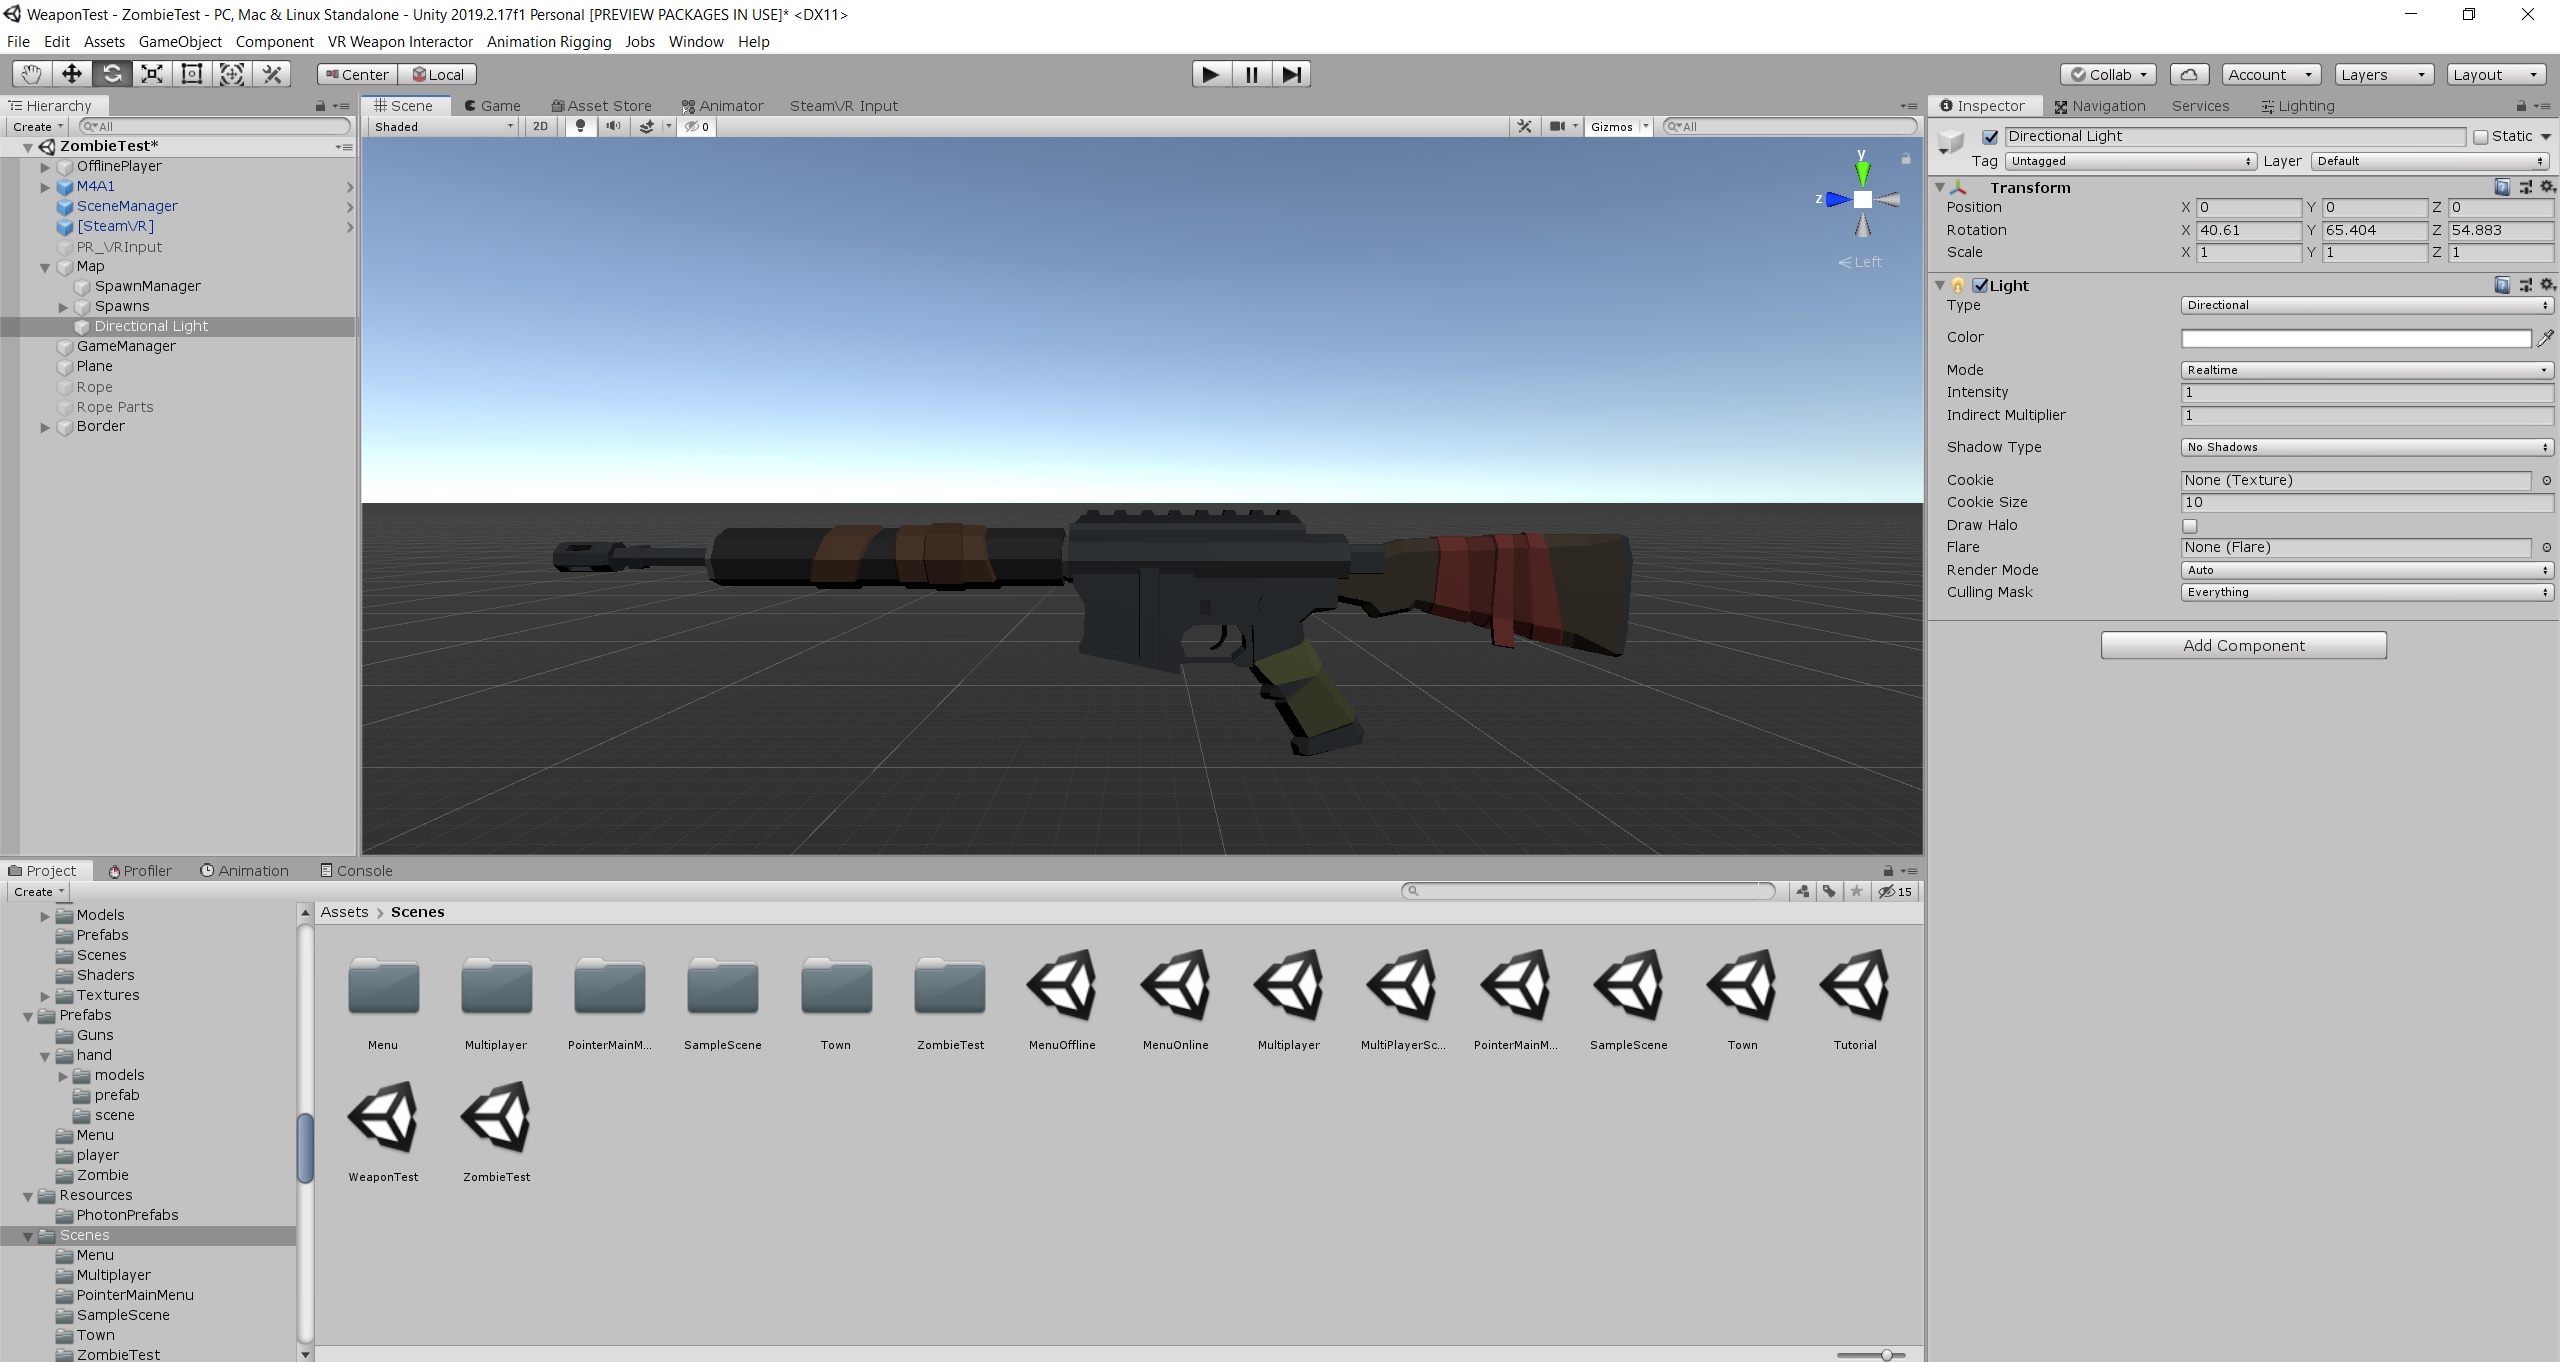 WeaponTest - ZombieTest - PC, Mac & Linux Standalone - Unity 2019.2.17f1 Personal [PREVIEW PACKAGES IN USE]* <DX11>
File Edit Assets GameObject Component VR Weapon Interactor Animation Rigging Jobs Window Help
Center Local Collab Account Layers Layout
Hierarchy
Create All
ZombieTest*
OfflinePlayer
M4A1
SceneManager
[SteamVR]
PR_VRInput
Map
SpawnManager
Spawns
Directional Light
GameManager
Plane
Rope
Rope Parts
Border
Scene Game Asset Store Animator SteamVR Input
Shaded 2D 0 Gizmos All
y
z
Left
Inspector Navigation Services Lighting
Directional Light Static
Tag Untagged Layer Default
Transform
Position X 0 Y 0 Z 0
Rotation X 40.61 Y 65.404 Z 54.883
Scale X 1 Y 1 Z 1
Light
Type Directional
Color
Mode Realtime
Intensity 1
Indirect Multiplier 1
Shadow Type No Shadows
Cookie None (Texture)
Cookie Size 10
Draw Halo
Flare None (Flare)
Render Mode Auto
Culling Mask Everything
Add Component
Project Profiler Animation Console
Create 15
Models
Prefabs
Scenes
Shaders
Textures
Prefabs
Guns
hand
models
prefab
scene
Menu
player
Zombie
Resources
PhotonPrefabs
Scenes
Menu
Multiplayer
PointerMainMenu
SampleScene
Town
ZombieTest
Assets > Scenes
Menu Multiplayer PointerMainM... SampleScene Town ZombieTest MenuOffline MenuOnline Multiplayer MultiPlayerSc... PointerMainM... SampleScene Town Tutorial
WeaponTest ZombieTest